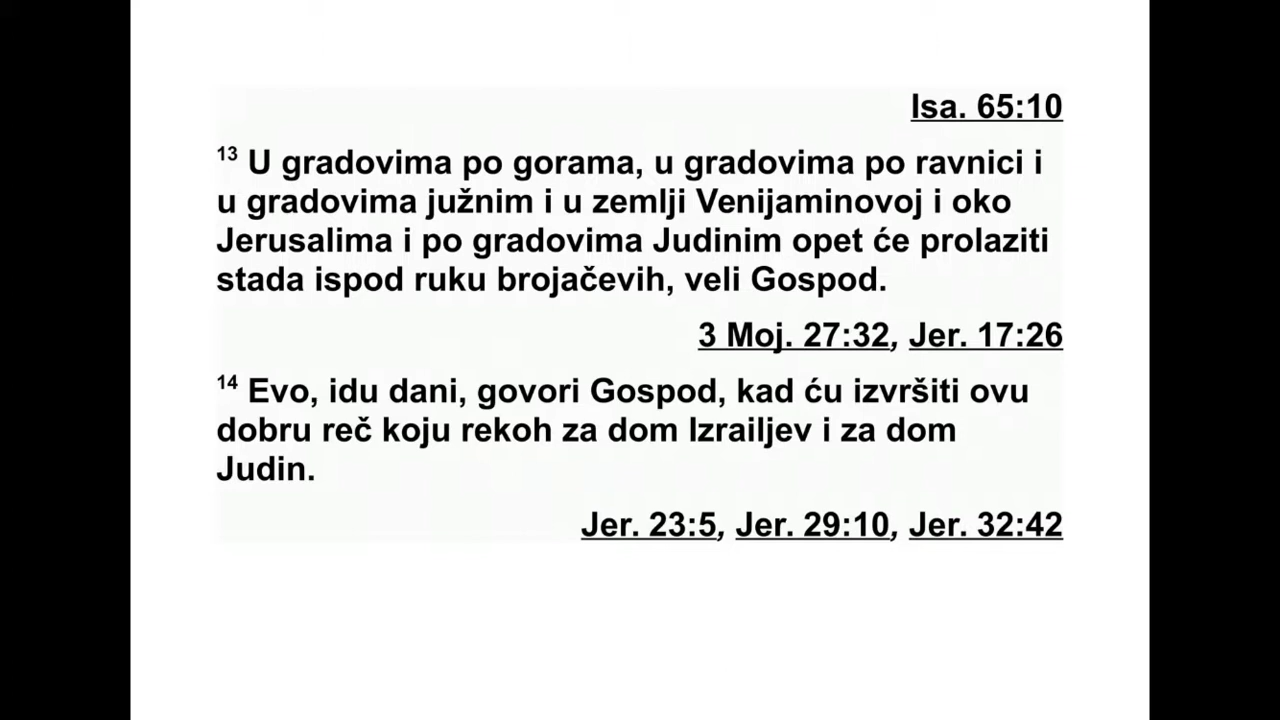 Isa. 65:10
13 U gradovima po gorama, u gradovima po ravnici i
u gradovima južnim i u zemlji Venijaminovoj i oko
Jerusalima i po gradovima Judinim opet će prolaziti
stada ispod ruku brojačevih, veli Gospod.
3 Moj. 27:32, Jer. 17:26
14 Evo, idu dani, govori Gospod, kad ću izvršiti ovu
dobru reč koju rekoh za dom Izrailjev i za dom
Judin.
Jer. 23:5, Jer. 29:10, Jer. 32:42